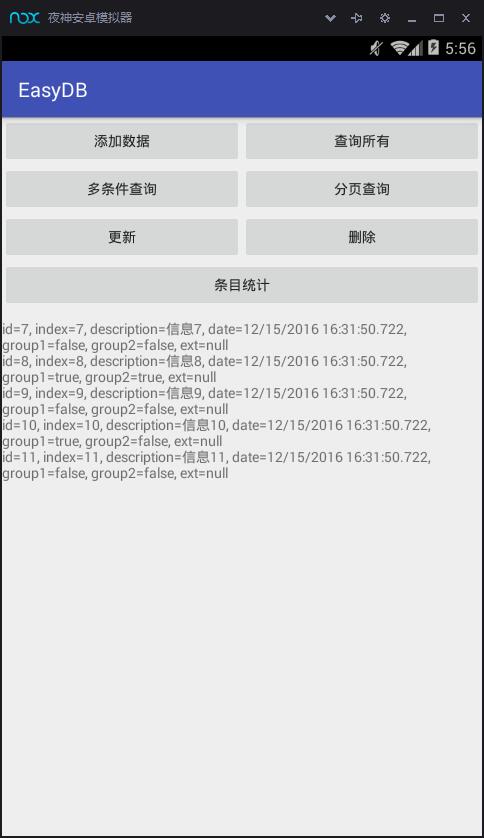 nox 夜神安卓模拟器
5:56
EasyDB
添加数据 查询所有
多条件查询 分页查询
更新 删除
条目统计
id=7, index=7, description=信息7, date=12/15/2016 16:31:50.722,
group1=false, group2=false, ext=null
id=8, index=8, description=信息8, date=12/15/2016 16:31:50.722,
group1=true, group2=true, ext=null
id=9, index=9, description=信息9, date=12/15/2016 16:31:50.722,
group1=false, group2=false, ext=null
id=10, index=10, description=信息10, date=12/15/2016 16:31:50.722,
group1=true, group2=false, ext=null
id=11, index=11, description=信息11, date=12/15/2016 16:31:50.722,
group1=false, group2=false, ext=null